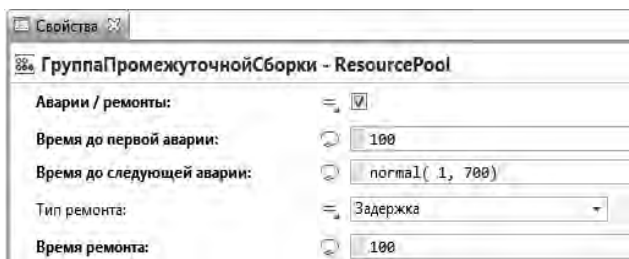 Свойства
ГруппаПромежуточнойСборки - ResourcePool
Аварии / ремонты:
Время до первой аварии: 100
Время до следующей аварии: normal( 1, 700)
Тип ремонта: Задержка
Время ремонта: 100